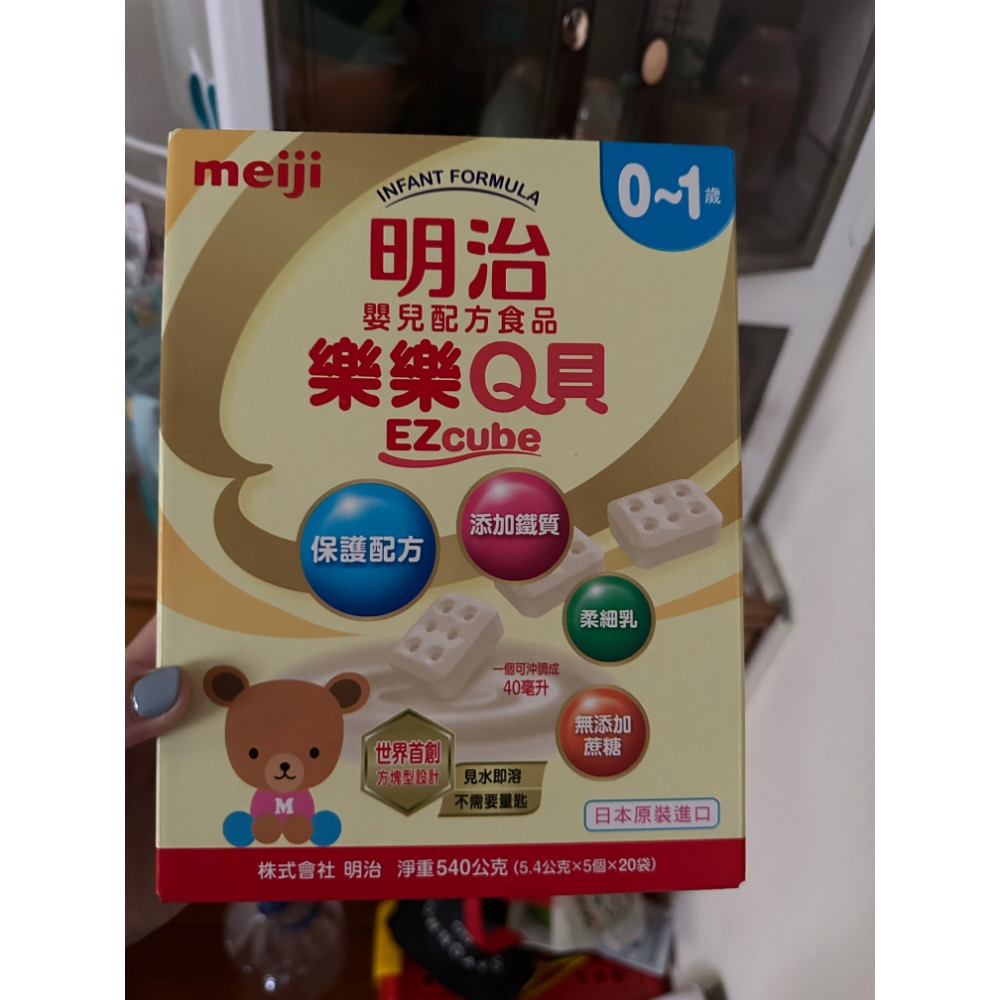 meiji
INFANT FORMULA
0~1歲
明治
嬰兒配方食品
樂樂Q貝
EZcube
保護配方
添加鐵質
柔細乳
一個可沖調成
40毫升
無添加
蔗糖
世界首創
方塊型設計
見水即溶
不需要量匙
M
日本原裝進口
株式會社 明治 淨重540公克 (5.4公克×5個×20袋)